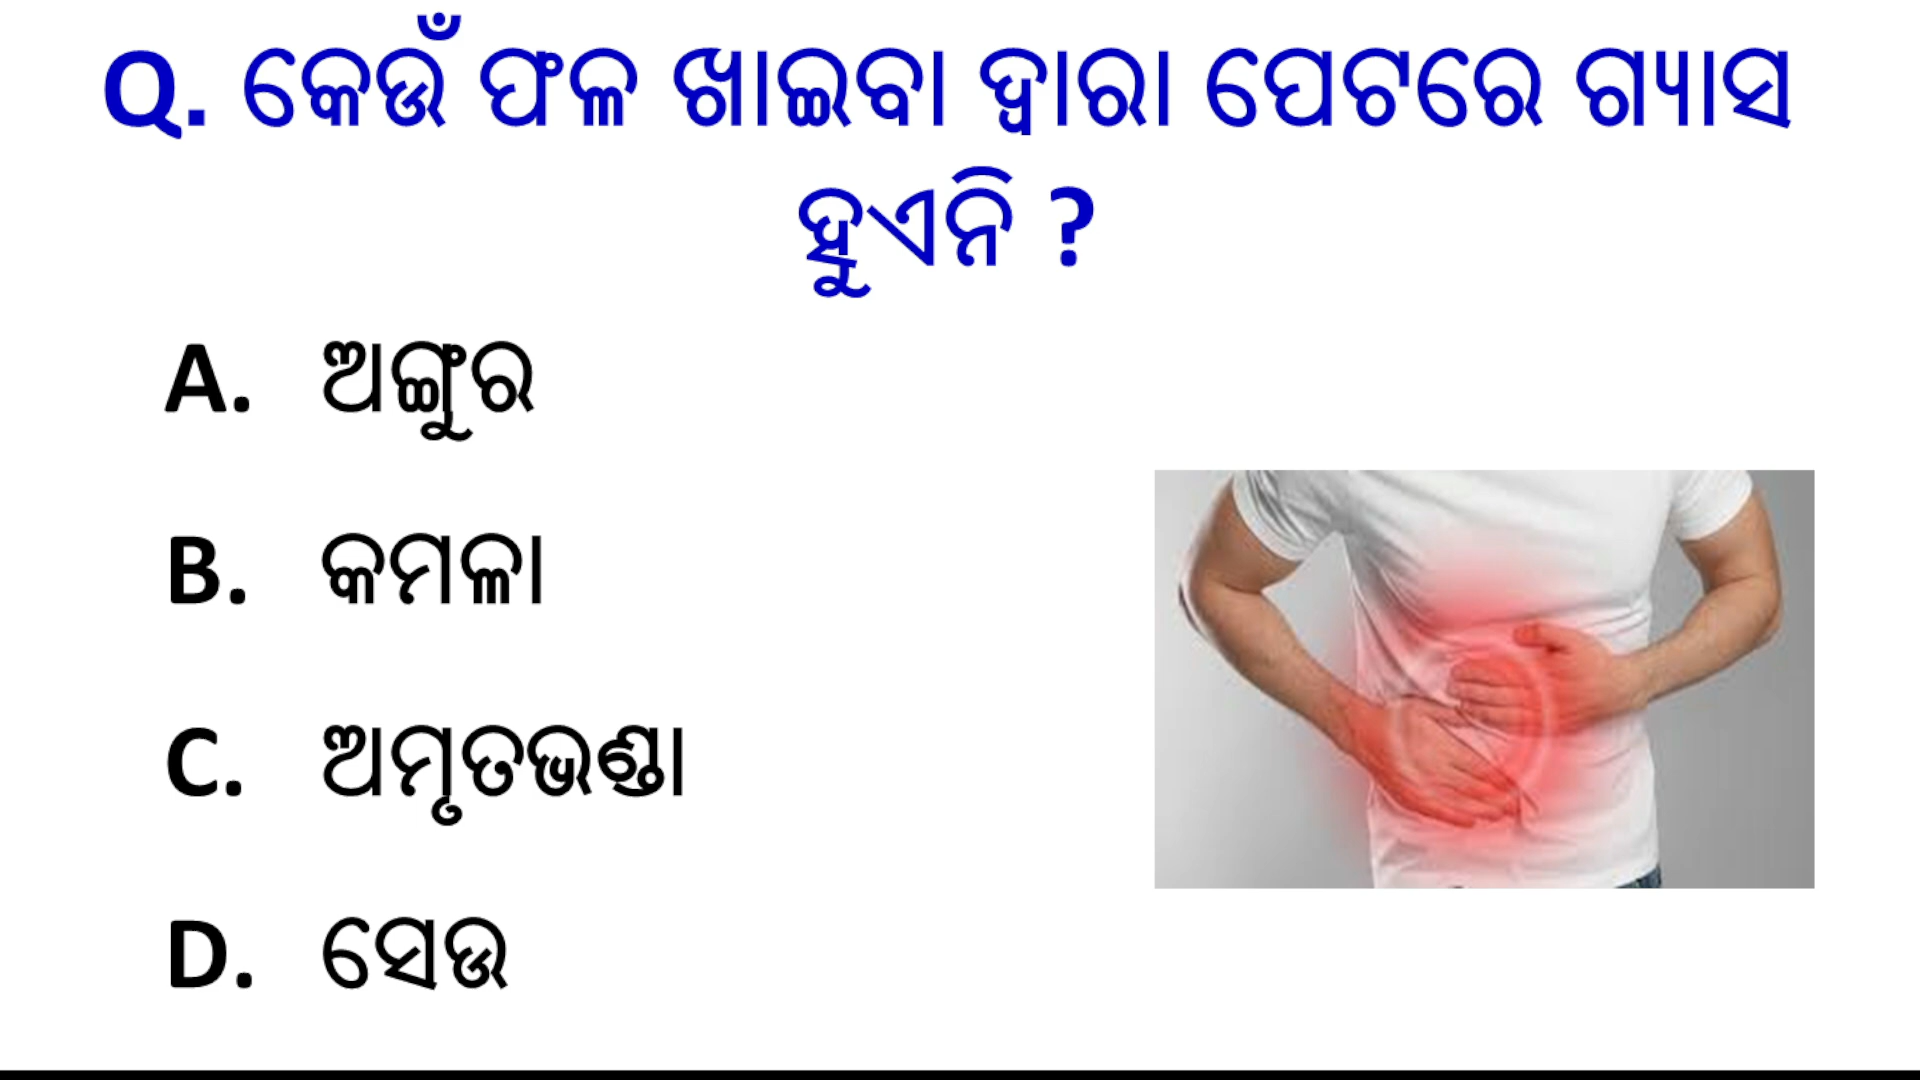 Q. କେଉଁ ଫଳ ଖାଇବା ଦ୍ୱାରା ପେଟରେ ଗ୍ୟାସ
ହୁଏନି ?
A. ଅଙ୍ଗୁର
B. କମଳା
C. ଅମୃତଭଣ୍ଡା
D. ସେଉ